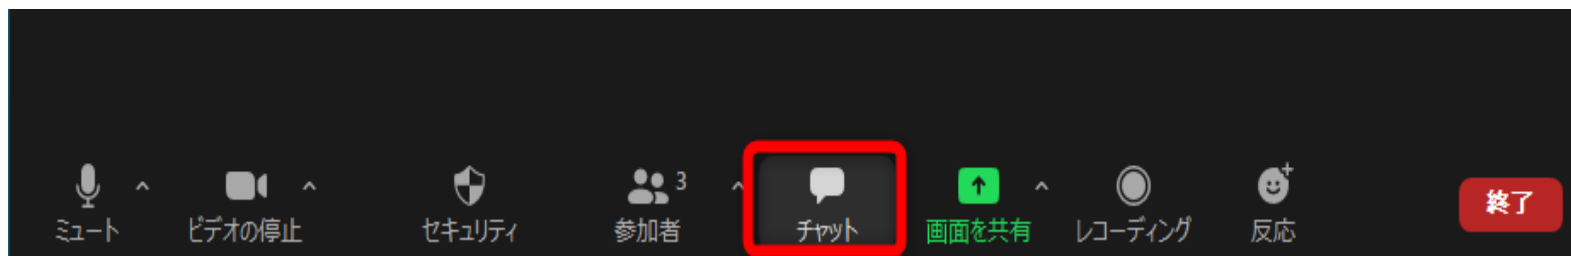 ミュート
ビデオの停止
セキュリティ
3
参加者
チャット
画面を共有
レコーディング
反応
終了